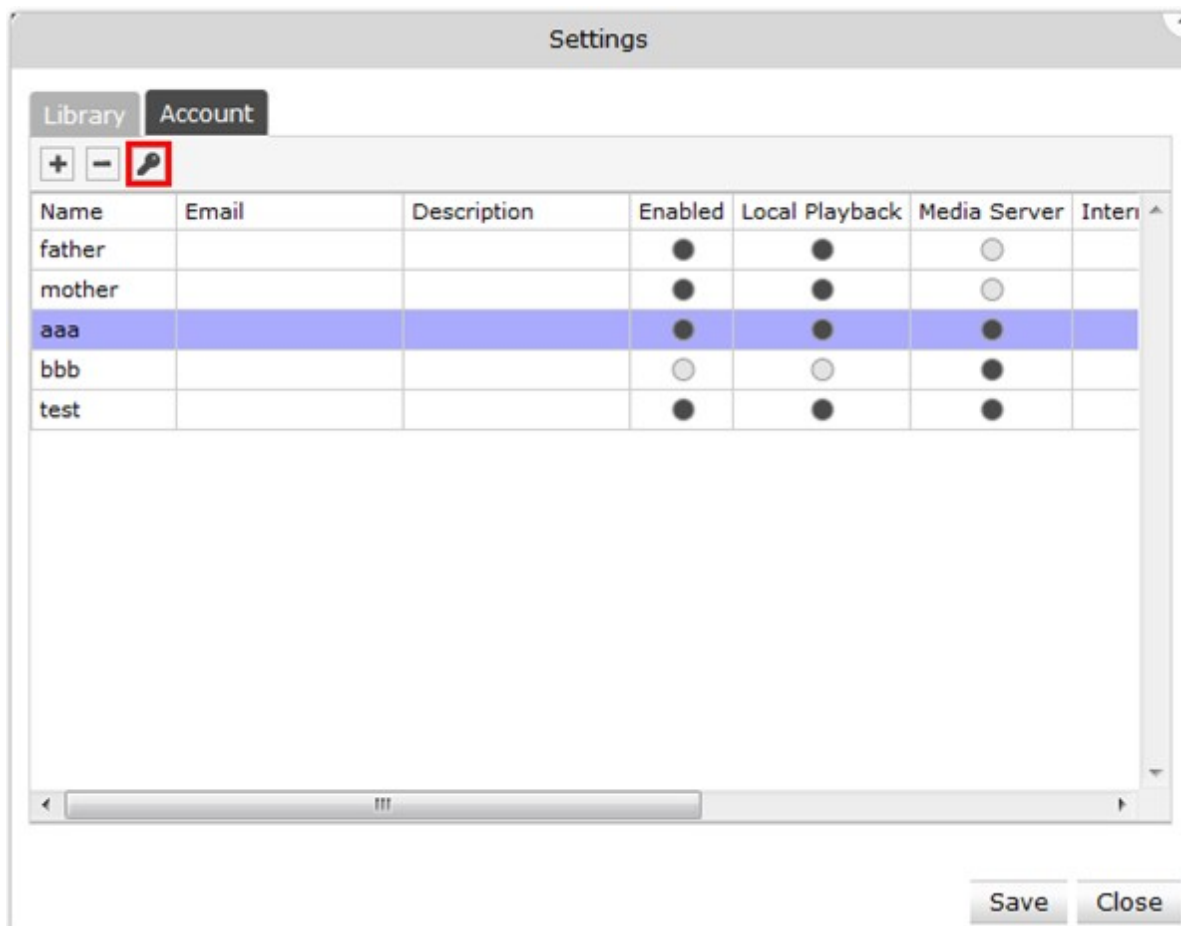 Settings
Library Account
Name Email Description Enabled Local Playback Media Server
father
mother
aaa
bbb
test
Save Close